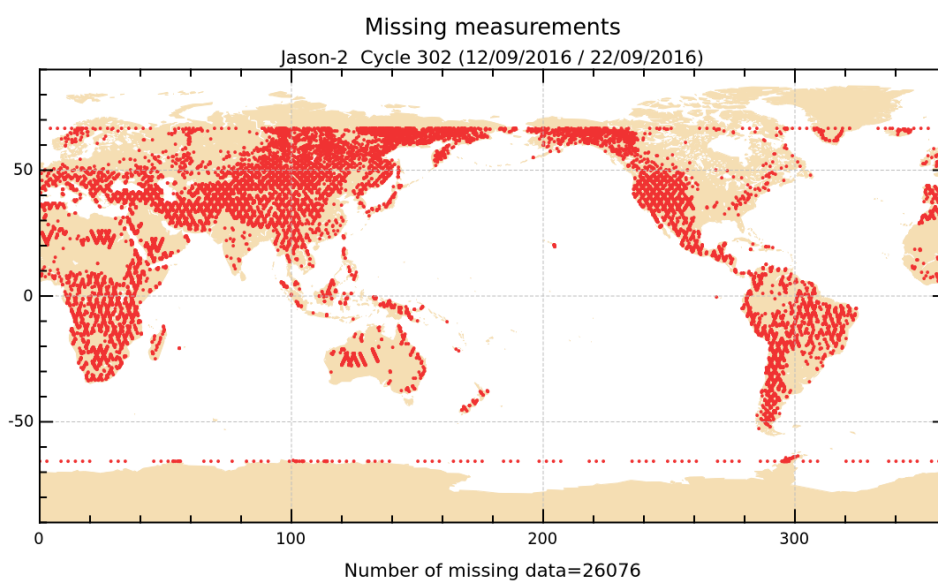 Missing measurements
Jason-2  Cycle 302 (12/09/2016 / 22/09/2016)
50
0
-50
0 100 200 300
Number of missing data=26076